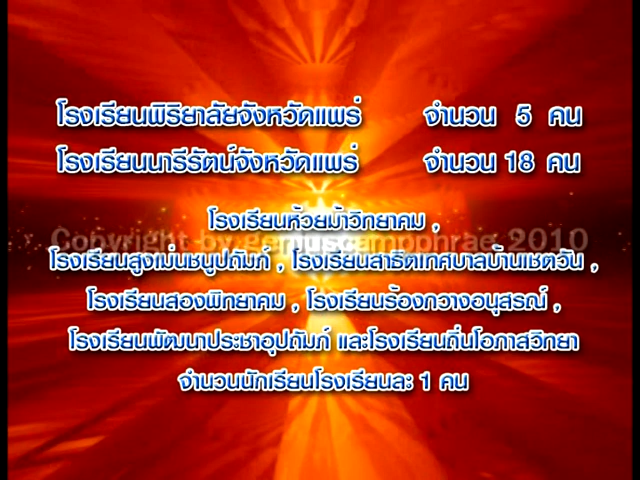 โรงเรียนพิริยาลัยจังหวัดแพร่ จำนวน 5 คน
โรงเรียนนารีรัตน์จังหวัดแพร่ จำนวน 18 คน
โรงเรียนห้วยม้าวิทยาคม ,
Copyright by geniuscampphrae 2010
โรงเรียนสูงเม่นชนูปถัมภ์ , โรงเรียนสาธิตเทศบาลบ้านเชตวัน ,
โรงเรียนสองพิทยาคม , โรงเรียนร้องกวางอนุสรณ์ ,
โรงเรียนพัฒนาประชาอุปถัมภ์ และโรงเรียนถิ่นโอภาสวิทยา
จำนวนนักเรียนโรงเรียนละ 1 คน